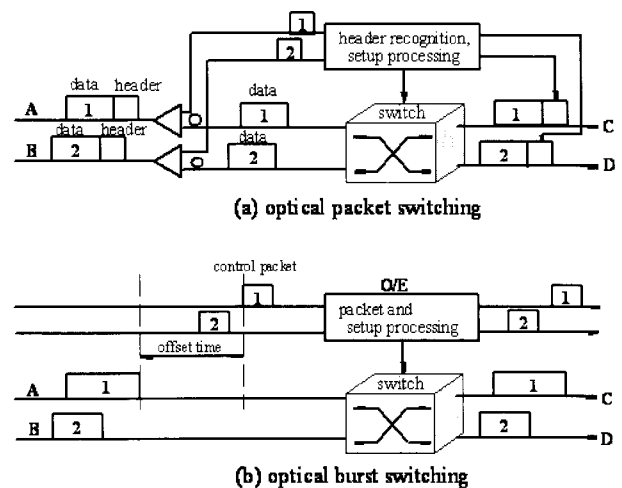 1
2
header recognition,
setup processing
data header
data
A
1
1
switch
1
C
data header
data
B
2
2
2
D
(a) optical packet switching
control packet
O/E
1
packet and
setup processing
1
2
2
offset time
switch
A
1
1
C
B
2
2
D
(b) optical burst switching